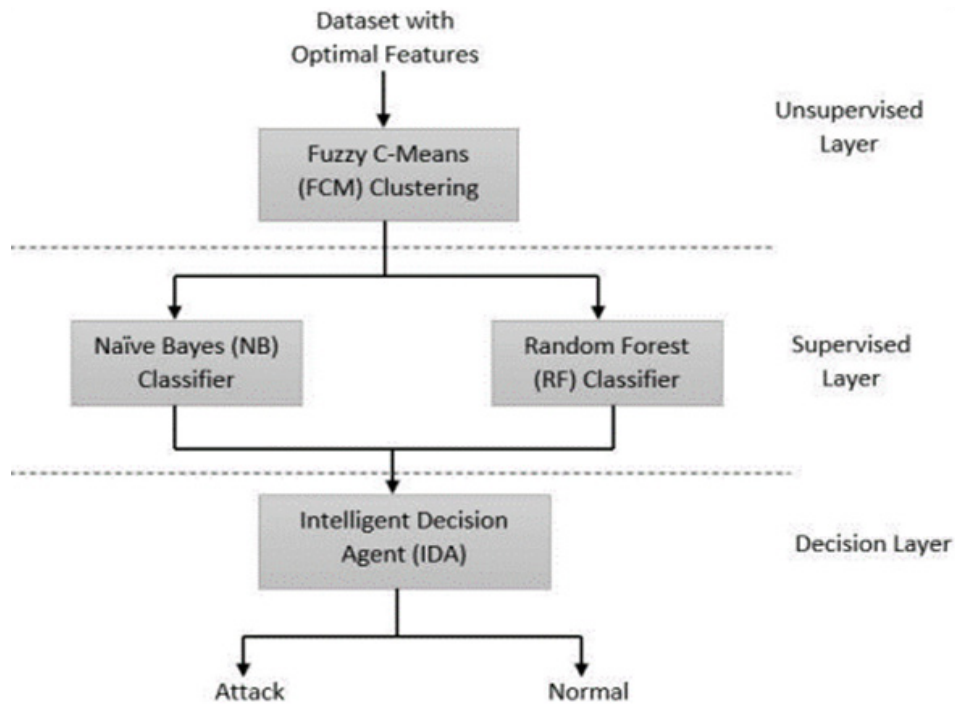 Dataset with
Optimal Features
Unsupervised
Layer
Fuzzy C-Means
(FCM) Clustering
Naïve Bayes (NB)
Classifier
Random Forest
(RF) Classifier
Supervised
Layer
Intelligent Decision
Agent (IDA)
Decision Layer
Attack
Normal